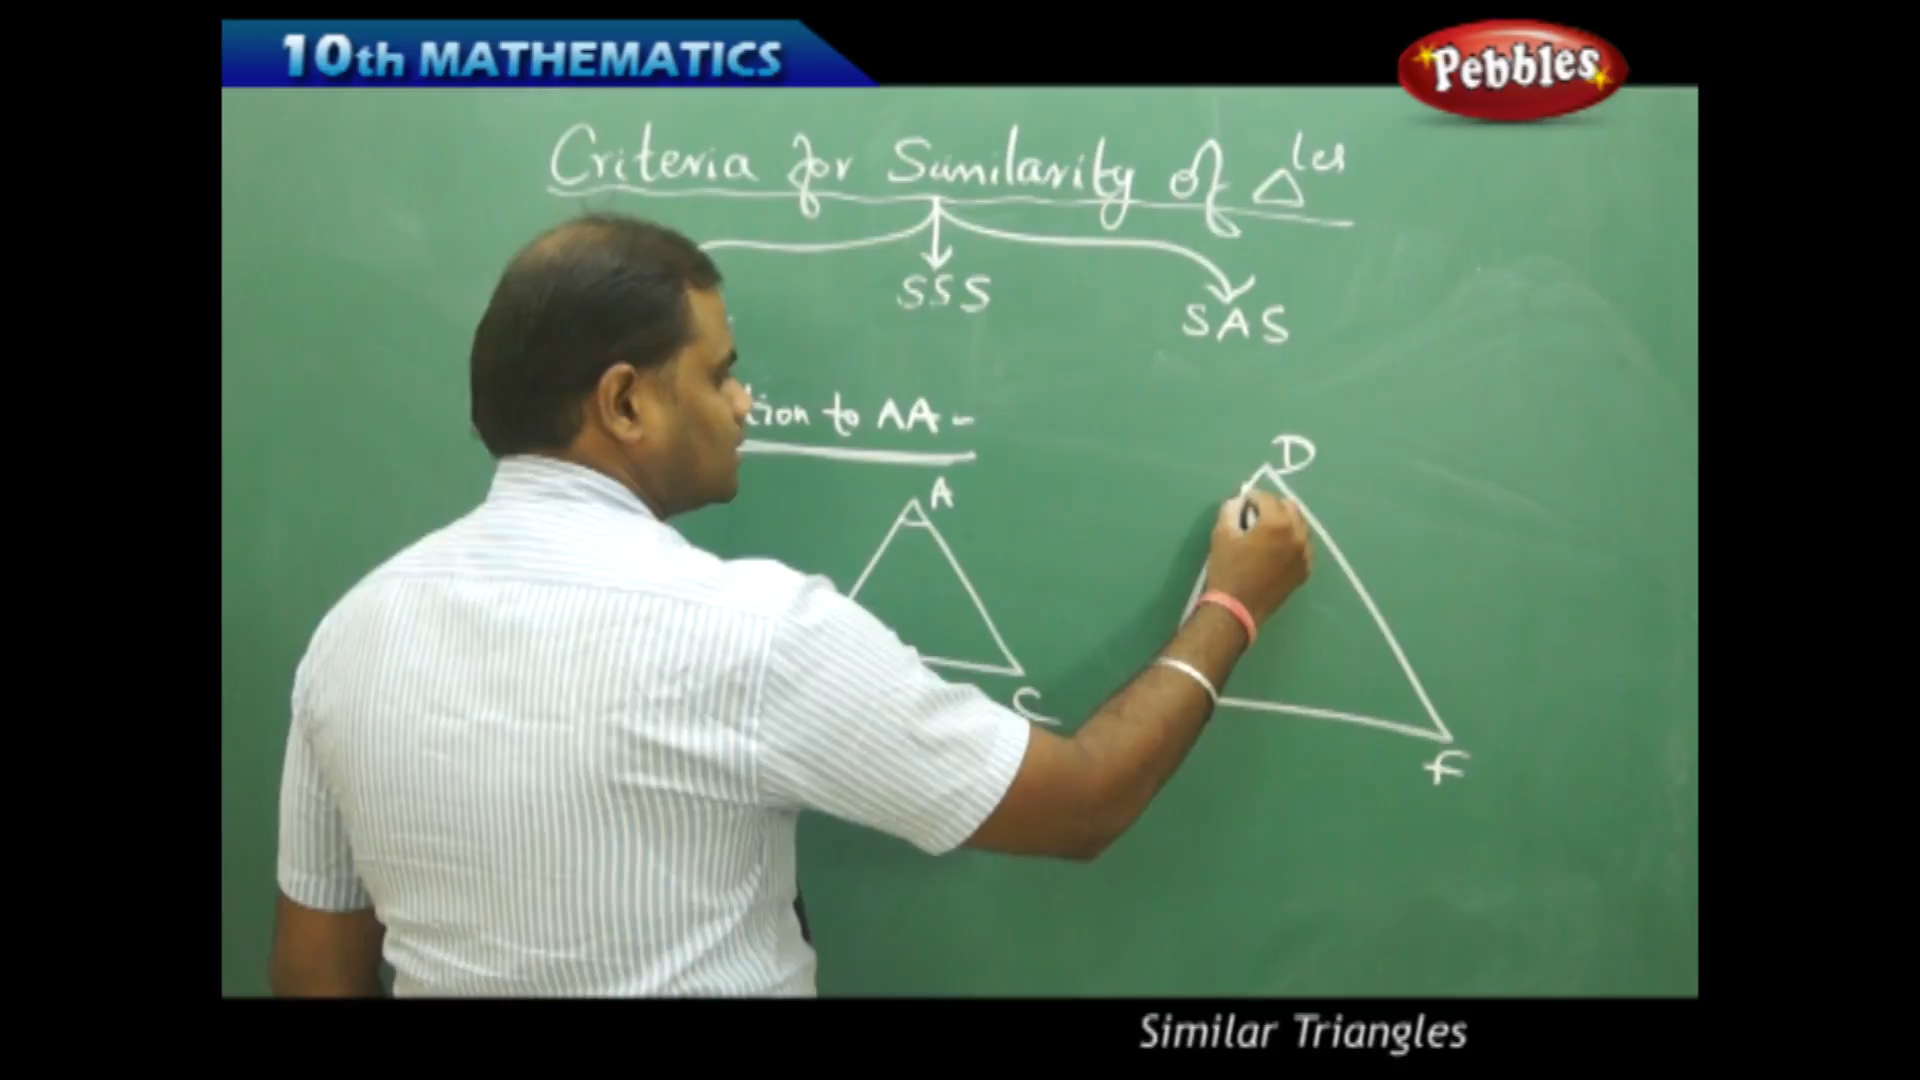 10th MATHEMATICS
Pebbles
Criteria for Similarity of Δles
SSS
SAS
tion to AA -
A
D
C
F
Similar Triangles